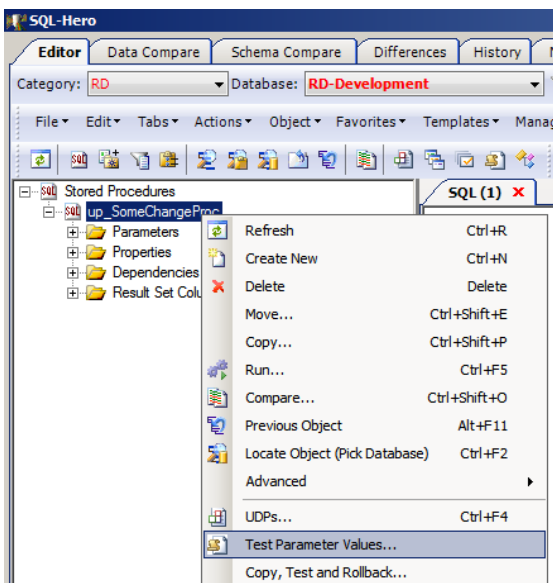 SQL-Hero
Editor Data Compare Schema Compare Differences History
Category: RD Database: RD-Development
File Edit Tabs Actions Object Favorites Templates Manag
Stored Procedures SQL (1)
up_SomeChangeProc
Parameters
Properties
Dependencies
Result Set Colu
Refresh Ctrl+R
Create New Ctrl+N
Delete Delete
Move... Ctrl+Shift+E
Copy... Ctrl+Shift+P
Run... Ctrl+F5
Compare... Ctrl+Shift+O
Previous Object Alt+F11
Locate Object (Pick Database) Ctrl+F2
Advanced
UDPs... Ctrl+F4
Test Parameter Values...
Copy, Test and Rollback...